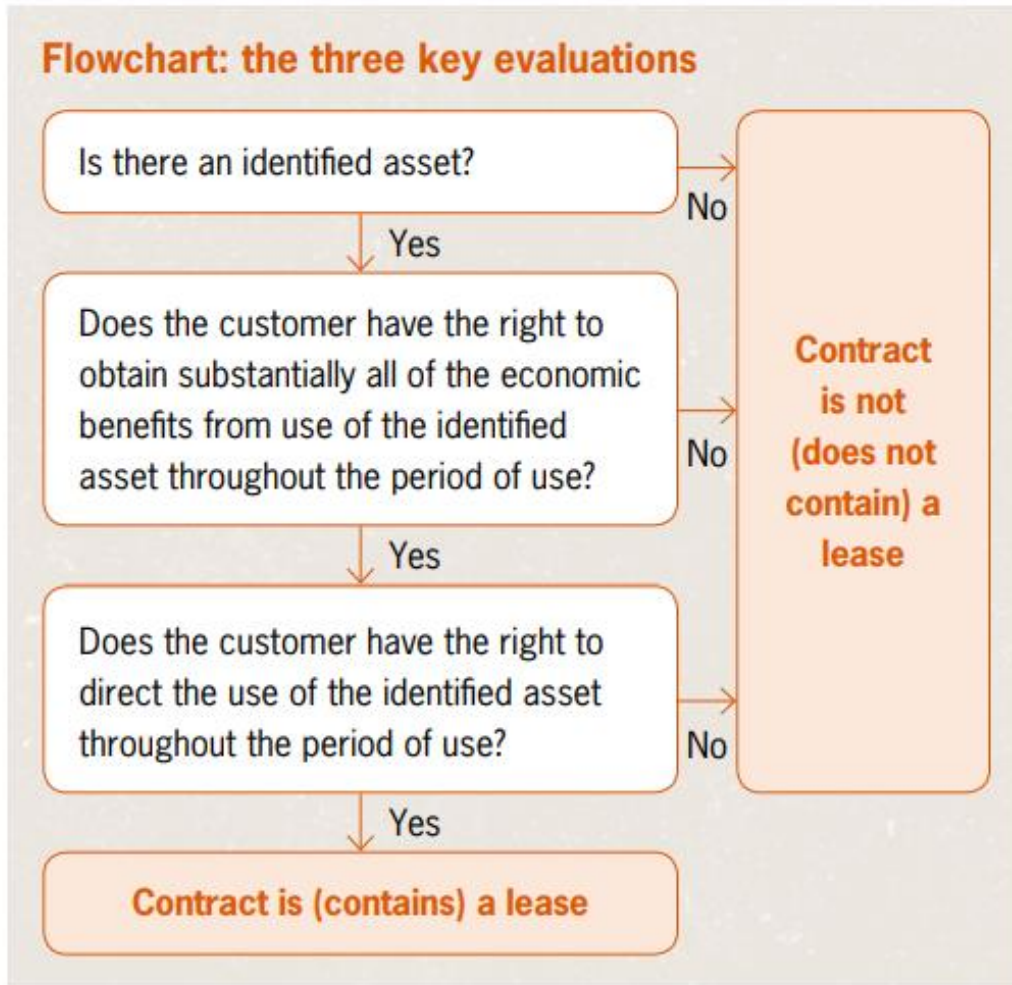 Flowchart: the three key evaluations
Is there an identified asset?
No
Yes
Does the customer have the right to
obtain substantially all of the economic
benefits from use of the identified
asset throughout the period of use?
No
Yes
Does the customer have the right to
direct the use of the identified asset
throughout the period of use?
No
Yes
Contract is (contains) a lease
Contract
is not
(does not
contain) a
lease